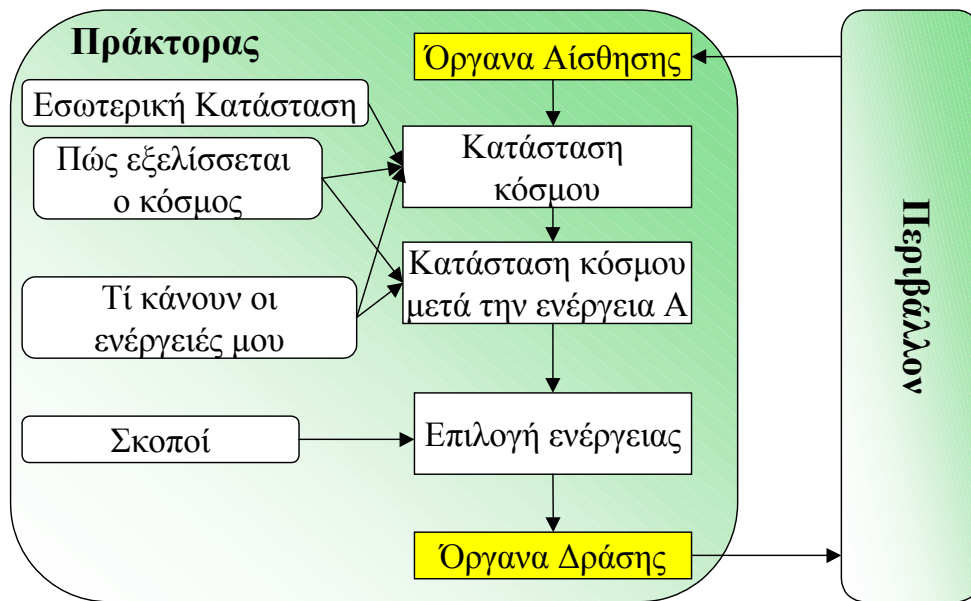 Πράκτορας
Όργανα Αίσθησης
Εσωτερική Κατάσταση
Πώς εξελίσσεται
ο κόσμος
Κατάσταση
κόσμου
Κατάσταση κόσμου
μετά την ενέργεια Α
Τί κάνουν οι
ενέργειές μου
Σκοποί
Επιλογή ενέργειας
Όργανα Δράσης
Περιβάλλον